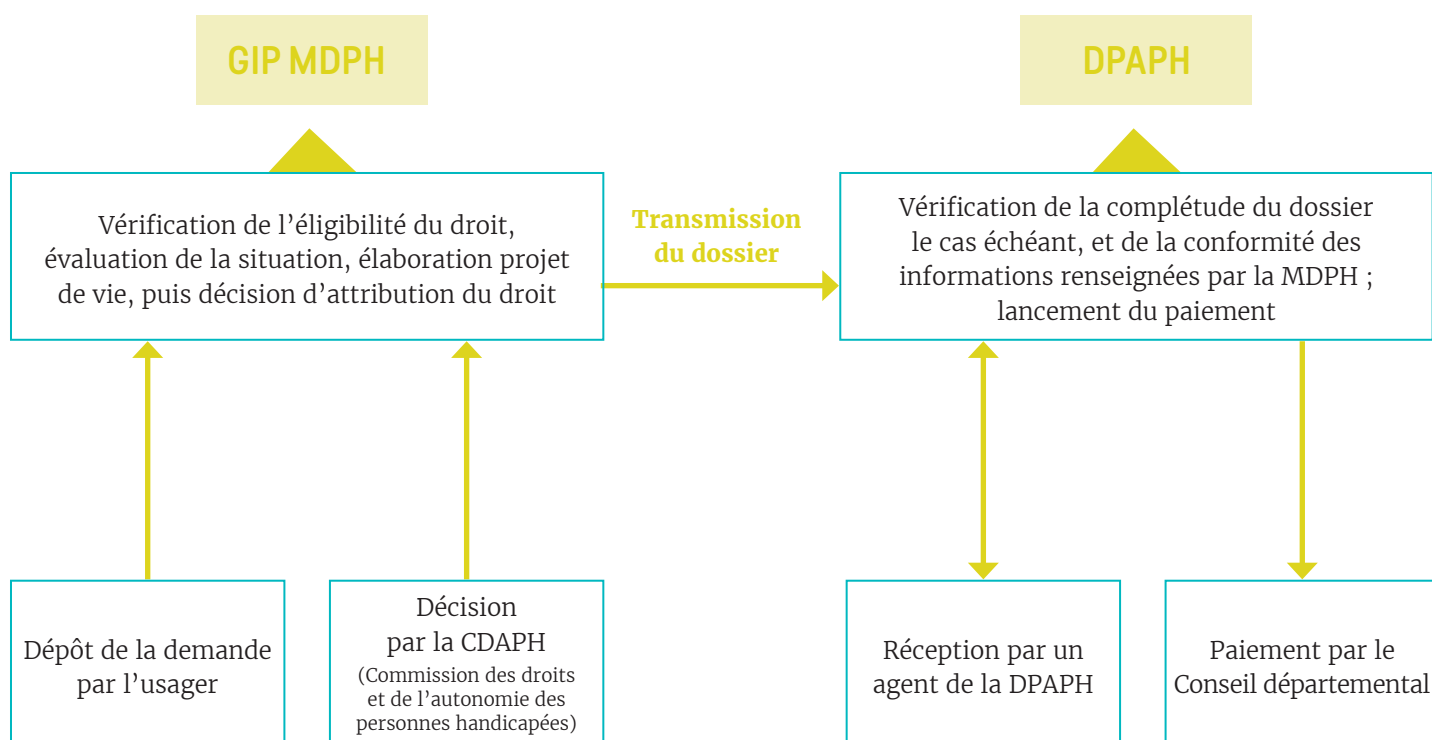 GIP MDPH
DPAPH
Vérification de l’éligibilité du droit,
évaluation de la situation, élaboration projet
de vie, puis décision d’attribution du droit
Transmission
du dossier
Vérification de la complétude du dossier
le cas échéant, et de la conformité des
informations renseignées par la MDPH ;
lancement du paiement
Dépôt de la demande
par l’usager
Décision
par la CDAPH
(Commission des droits
et de l’autonomie des
personnes handicapées)
Réception par un
agent de la DPAPH
Paiement par le
Conseil départemental